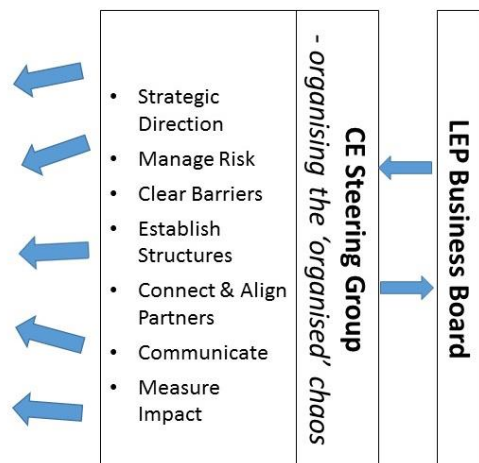 • Strategic
Direction
• Manage Risk
• Clear Barriers
• Establish
Structures
• Connect & Align
Partners
• Communicate
• Measure
Impact
CE Steering Group
- organising the ‘organised’ chaos
LEP Business Board